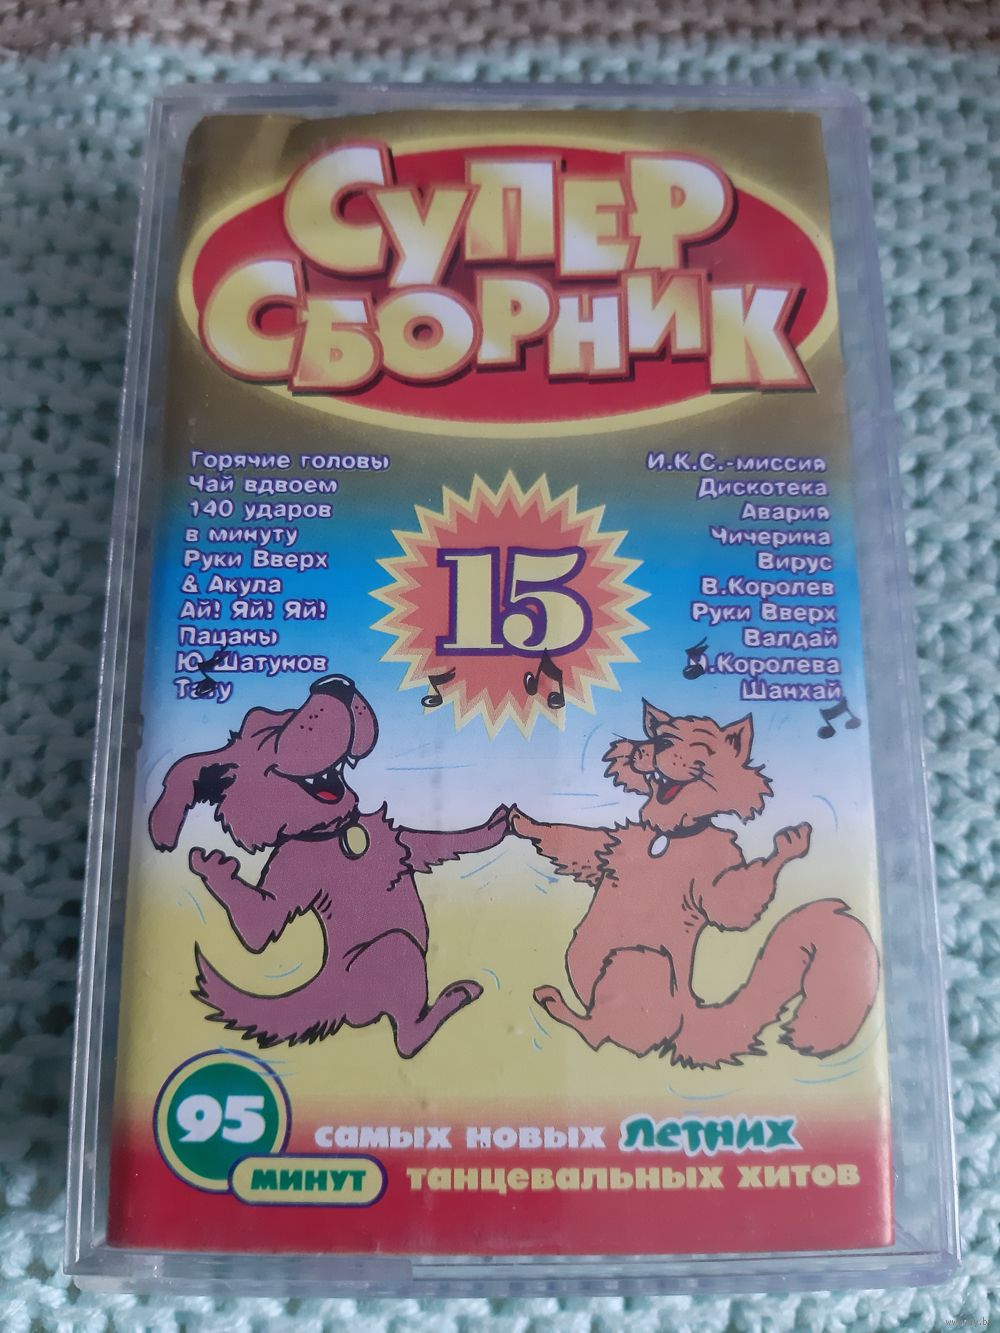 Супер
Сборник
Горячие головы
Чай вдвоем
140 ударов
в минуту
Руки Вверх
& Акула
Ай! Яй! Яй!
Пацаны
Ю.Шатунов
Тату
15
И.К.С.-миссия
Дискотека
Авария
Чичерина
Вирус
В.Королев
Руки Вверх
Валдай
Королева
Шанхай
95
минут
самых новых летних
танцевальных хитов